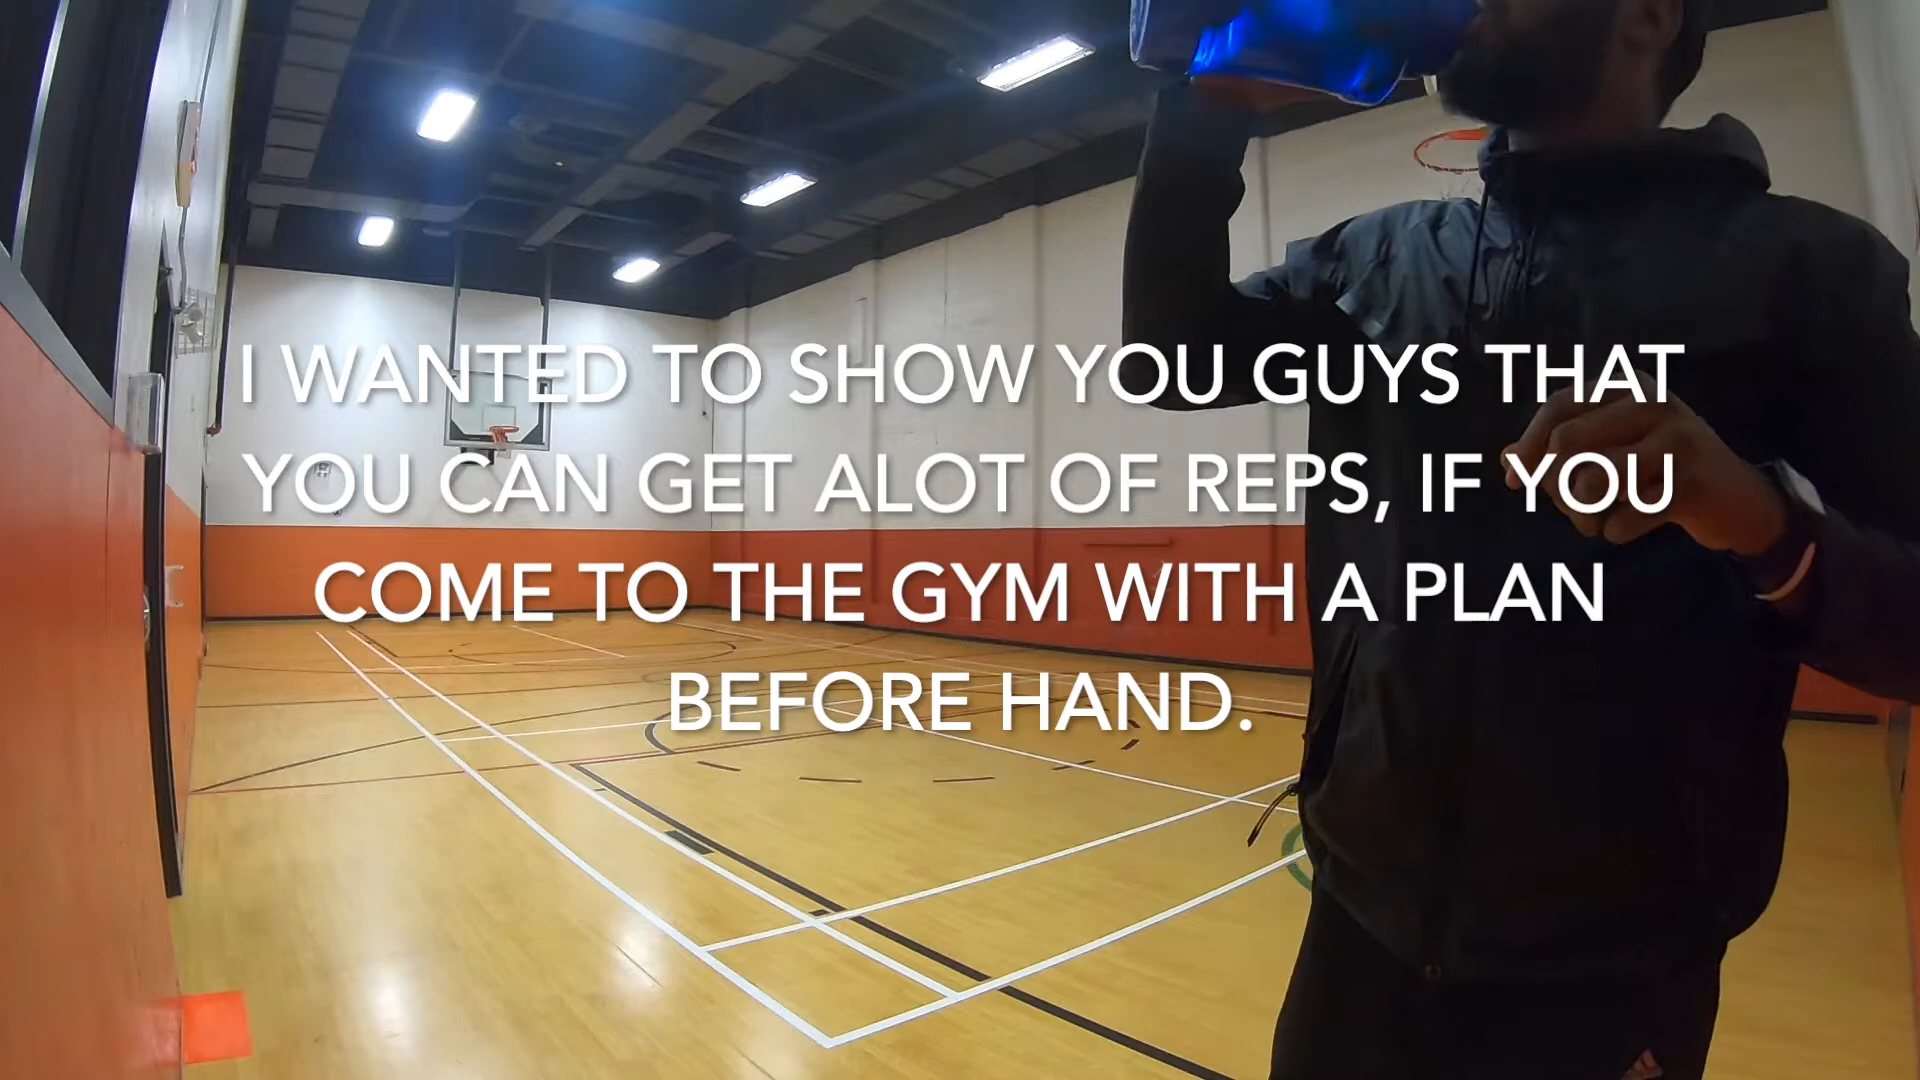 I WANTED TO SHOW YOU GUYS THAT
YOU CAN GET ALOT OF REPS, IF YOU
COME TO THE GYM WITH A PLAN
BEFORE HAND.